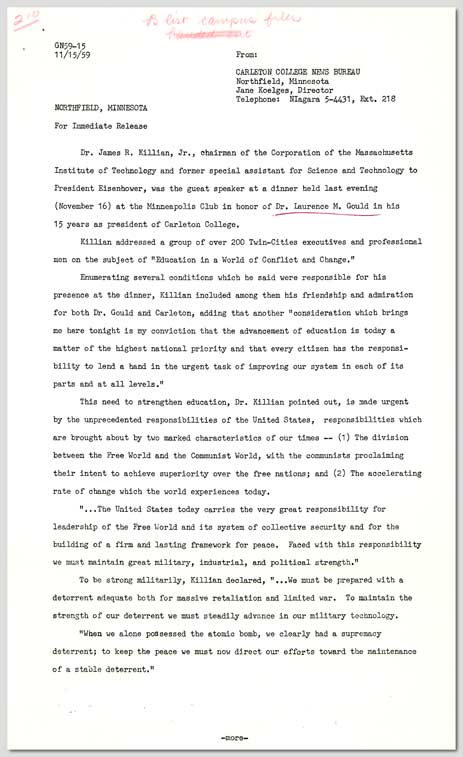 210
B list campus files
GN59-15
11/15/59
From:
CARLETON COLLEGE NEWS BUREAU
Northfield, Minnesota
Jane Koelges, Director
Telephone: NIagara 5-4431, Ext. 218
NORTHFIELD, MINNESOTA
For Immediate Release
Dr. James R. Killian, Jr., chairman of the Corporation of the Massachusetts
Institute of Technology and former special assistant for Science and Technology to
President Eisenhower, was the guest speaker at a dinner held last evening
(November 16) at the Minneapolis Club in honor of Dr. Laurence M. Gould in his
15 years as president of Carleton College.
Killian addressed a group of over 200 Twin-Cities executives and professional
men on the subject of "Education in a World of Conflict and Change."
Enumerating several conditions which he said were responsible for his
presence at the dinner, Killian included among them his friendship and admiration
for both Dr. Gould and Carleton, adding that another "consideration which brings
me here tonight is my conviction that the advancement of education is today a
matter of the highest national priority and that every citizen has the responsi-
bility to lend a hand in the urgent task of improving our system in each of its
parts and at all levels."
This need to strengthen education, Dr. Killian pointed out, is made urgent
by the unprecedented responsibilities of the United States, responsibilities which
are brought about by two marked characteristics of our times -- (1) The division
between the Free World and the Communist World, with the communists proclaiming
their intent to achieve superiority over the free nations; and (2) The accelerating
rate of change which the world experiences today.
"...The United States today carries the very great responsibility for
leadership of the Free World and its system of collective security and for the
building of a firm and lasting framework for peace. Faced with this responsibility
we must maintain great military, industrial, and political strength."
To be strong militarily, Killian declared, "...We must be prepared with a
deterrent adequate both for massive retaliation and limited war. To maintain the
strength of our deterrent we must steadily advance in our military technology.
"When we alone possessed the atomic bomb, we clearly had a supremacy
deterrent; to keep the peace we must now direct our efforts toward the maintenance
of a stable deterrent."
-more-